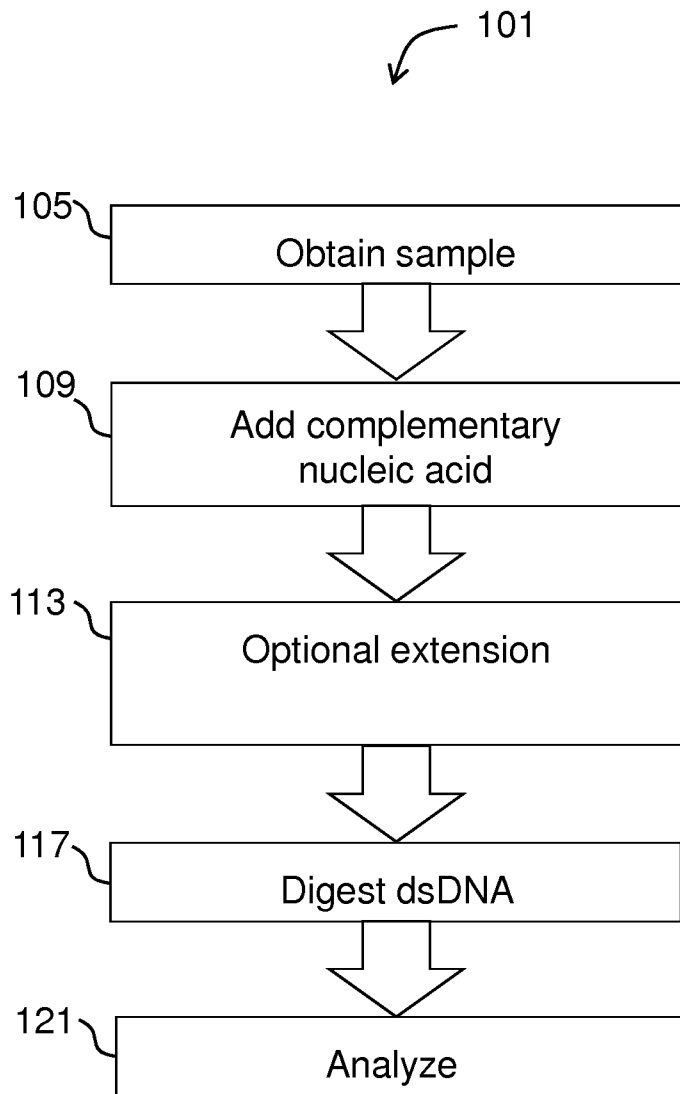 101
105
Obtain sample
109
Add complementary
nucleic acid
113
Optional extension
117
Digest dsDNA
121
Analyze